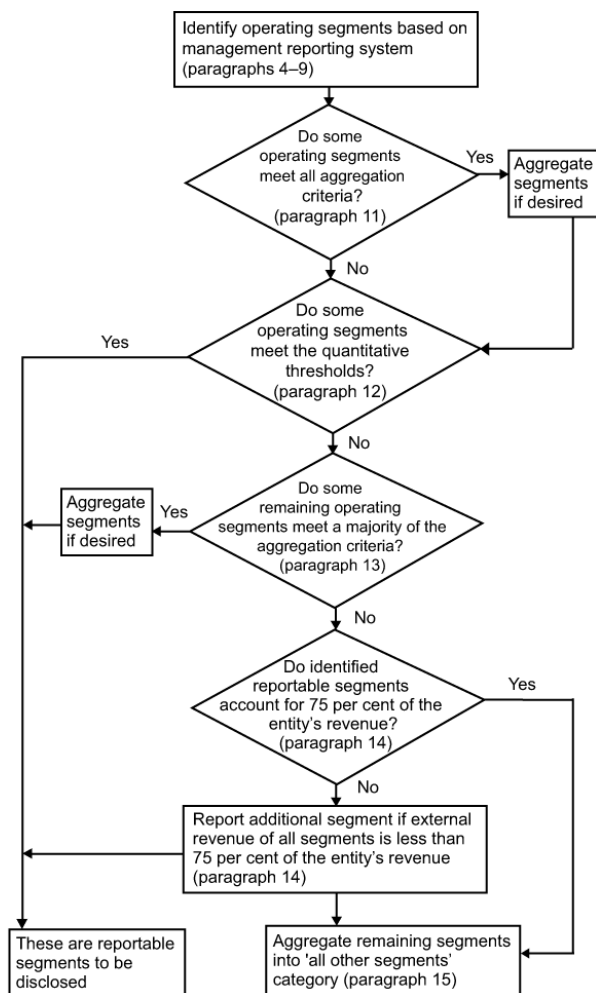 Identify operating segments based on
management reporting system
(paragraphs 4–9)
Do some
operating segments
meet all aggregation
criteria?
(paragraph 11)
Yes
Aggregate
segments
if desired
No
Do some
operating segments
meet the quantitative
thresholds?
(paragraph 12)
Yes
No
Do some
remaining operating
segments meet a majority of the
aggregation criteria?
(paragraph 13)
Yes
Aggregate
segments
if desired
No
Do identified
reportable segments
account for 75 per cent of the
entity’s revenue?
(paragraph 14)
Yes
No
Report additional segment if external
revenue of all segments is less than
75 per cent of the entity’s revenue
(paragraph 14)
These are reportable
segments to be
disclosed
Aggregate remaining segments
into 'all other segments’
category (paragraph 15)